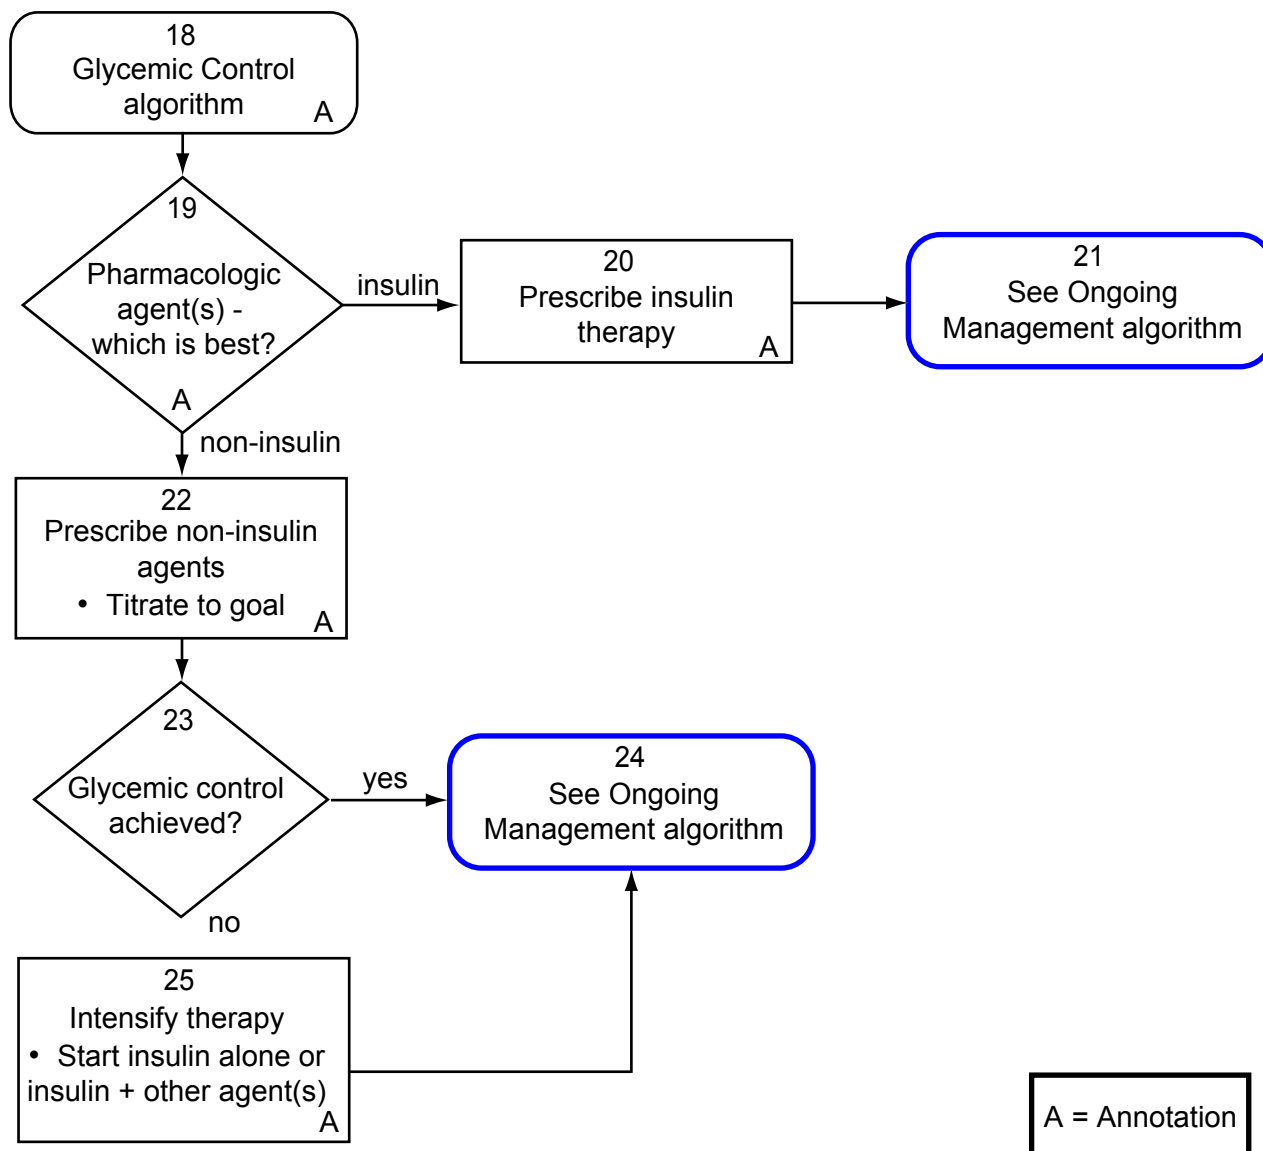 18
Glycemic Control
algorithm
A
19
Pharmacologic
agent(s) -
which is best?
A
insulin
20
Prescribe insulin
therapy
A
21
See Ongoing
Management algorithm
non-insulin
22
Prescribe non-insulin
agents
• Titrate to goal
A
23
Glycemic control
achieved?
yes
24
See Ongoing
Management algorithm
no
25
Intensify therapy
• Start insulin alone or
insulin + other agent(s)
A
A = Annotation